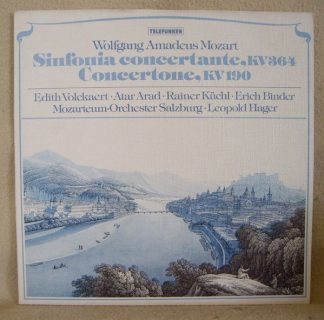 TELEFUNKEN
Wolfgang Amadeus Mozart
Sinfonia concertante, KV 364
Concertone, KV 190
Edith Volckaert · Atar Arad · Rainer Küchl · Erich Binder
Mozarteum-Orchester Salzburg · Leopold Hager